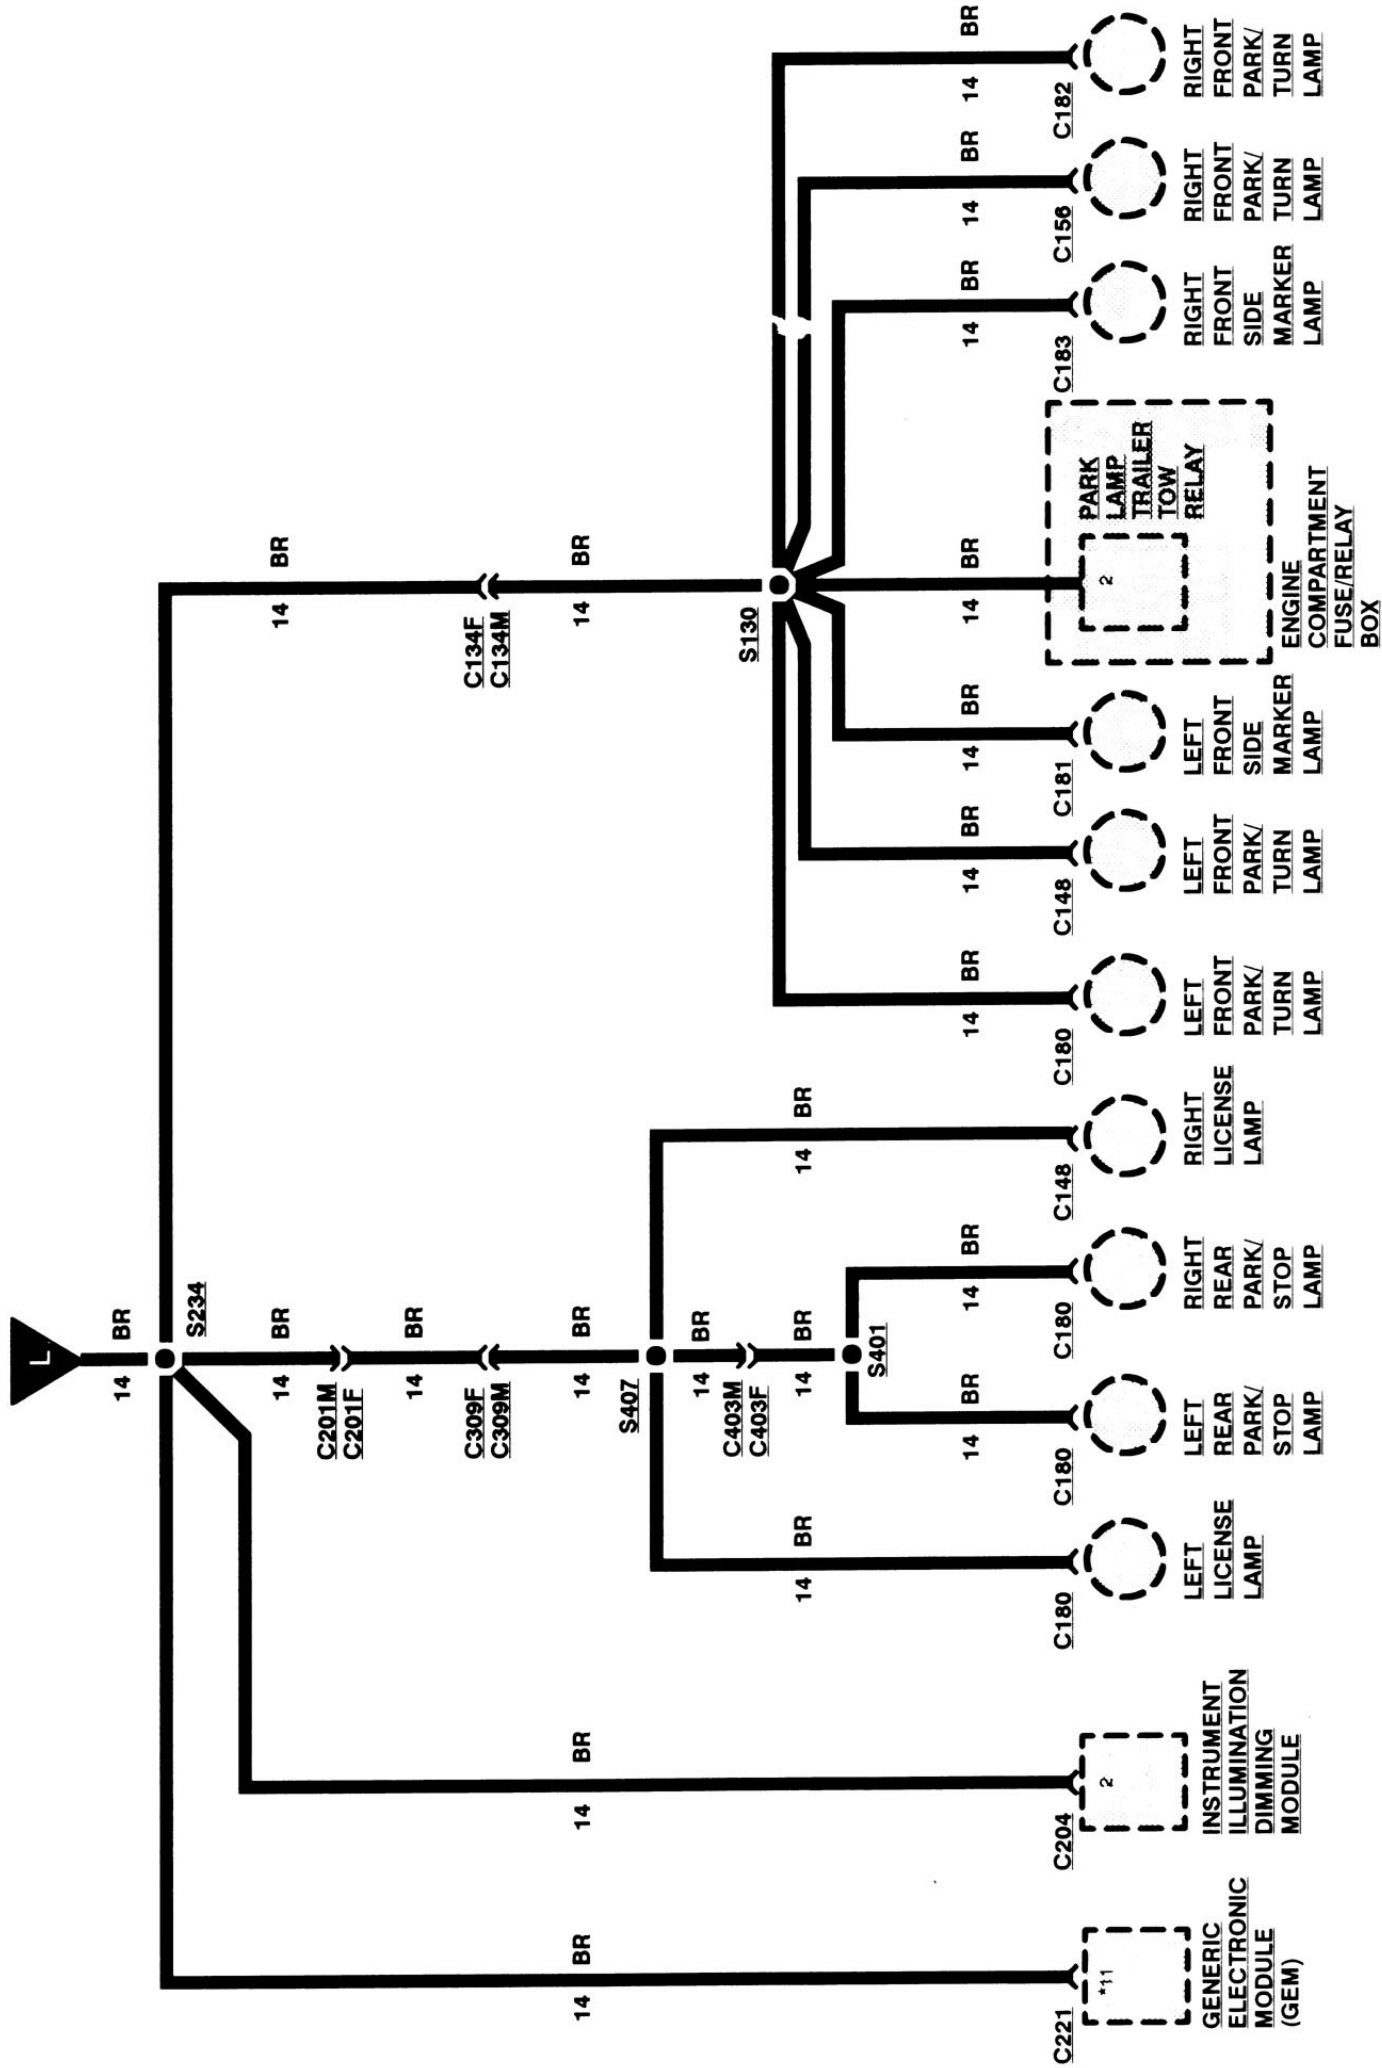 L
14 BR
S234
14 BR
C201M
C201F
14 BR
C309F
C309M
14 BR
S407
14 BR
C403M
C403F
14 BR
S401
14 BR
C134F
C134M
14 BR
S130
14 BR
C221
*11
GENERIC
ELECTRONIC
MODULE
(GEM)
14 BR
C204
2
INSTRUMENT
ILLUMINATION
DIMMING
MODULE
14 BR
C180
LEFT
LICENSE
LAMP
14 BR
C180
LEFT
REAR
PARK/
STOP
LAMP
14 BR
C180
RIGHT
REAR
PARK/
STOP
LAMP
14 BR
C148
RIGHT
LICENSE
LAMP
14 BR
C180
LEFT
FRONT
PARK/
TURN
LAMP
14 BR
C148
LEFT
FRONT
PARK/
TURN
LAMP
14 BR
C181
LEFT
FRONT
SIDE
MARKER
LAMP
14 BR
2
PARK
LAMP
TRAILER
TOW
RELAY
ENGINE
COMPARTMENT
FUSE/RELAY
BOX
14 BR
C183
RIGHT
FRONT
SIDE
MARKER
LAMP
14 BR
C156
RIGHT
FRONT
PARK/
TURN
LAMP
14 BR
C182
RIGHT
FRONT
PARK/
TURN
LAMP